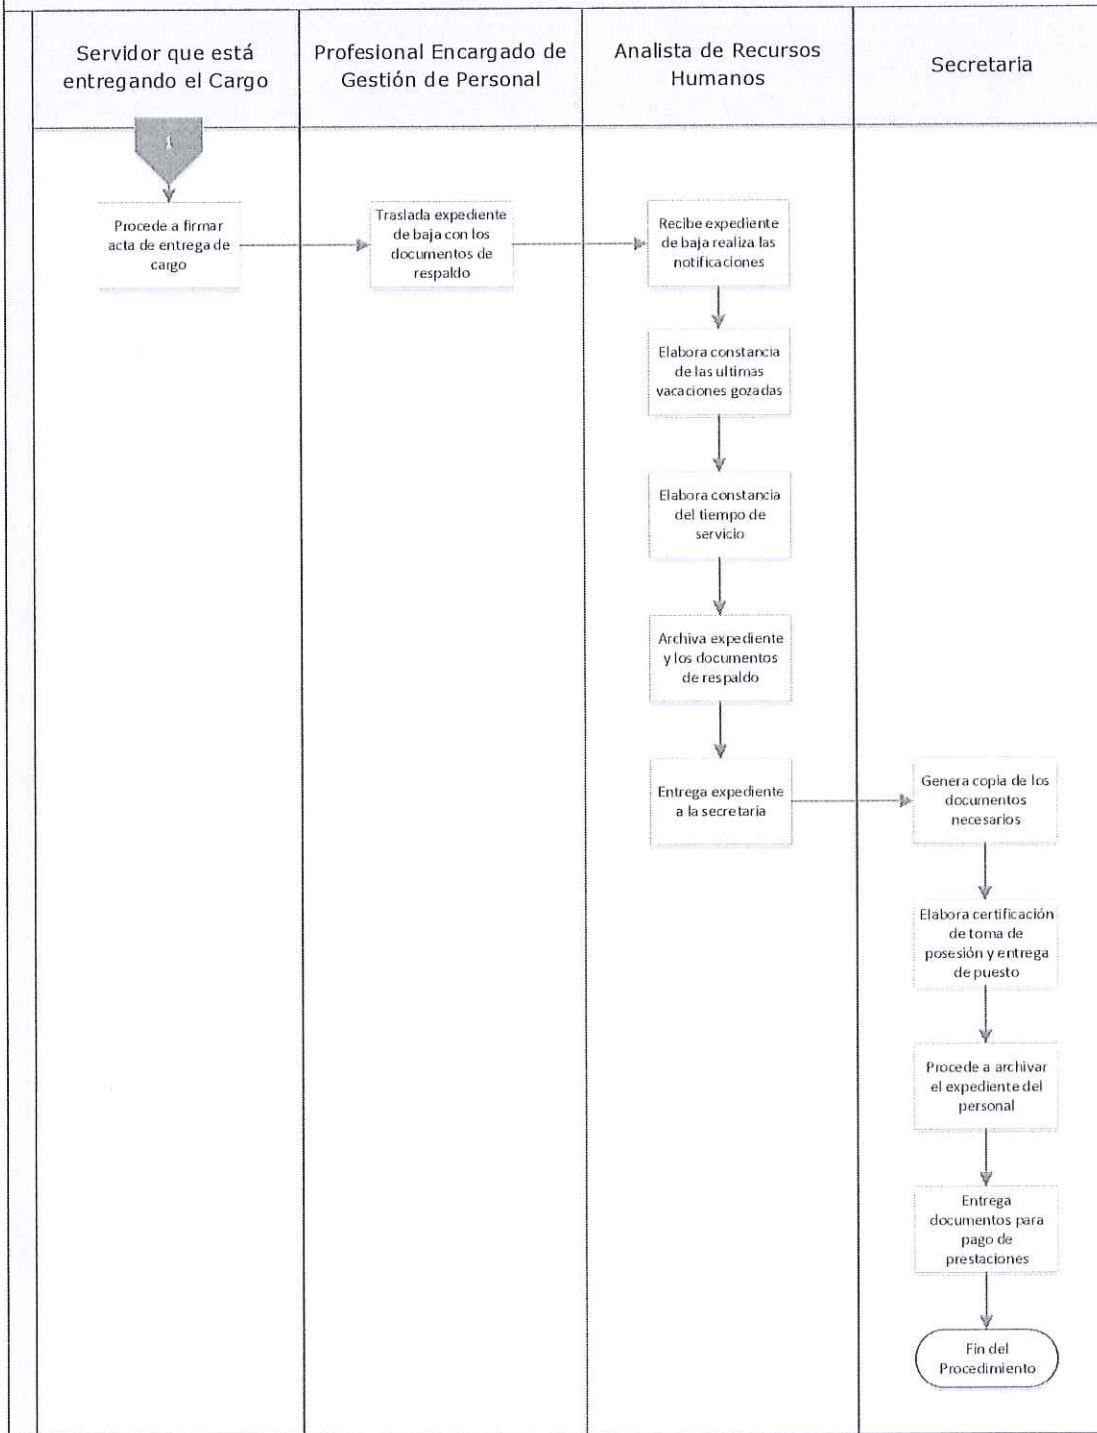 Servidor que está
entregando el Cargo
Profesional Encargado de
Gestión de Personal
Analista de Recursos
Humanos
Secretaria
1
Procede a firmar
acta de entrega de
cargo
Traslada expediente
de baja con los
documentos de
respaldo
Recibe expediente
de baja realiza las
notificaciones
Elabora constancia
de las ultimas
vacaciones gozadas
Elabora constancia
del tiempo de
servicio
Archiva expediente
y los documentos
de respaldo
Entrega expediente
a la secretaria
Genera copia de los
documentos
necesarios
Elabora certificación
de toma de
posesión y entrega
de puesto
Procede a archivar
el expediente del
personal
Entrega
documentos para
pago de
prestaciones
Fin del
Procedimiento